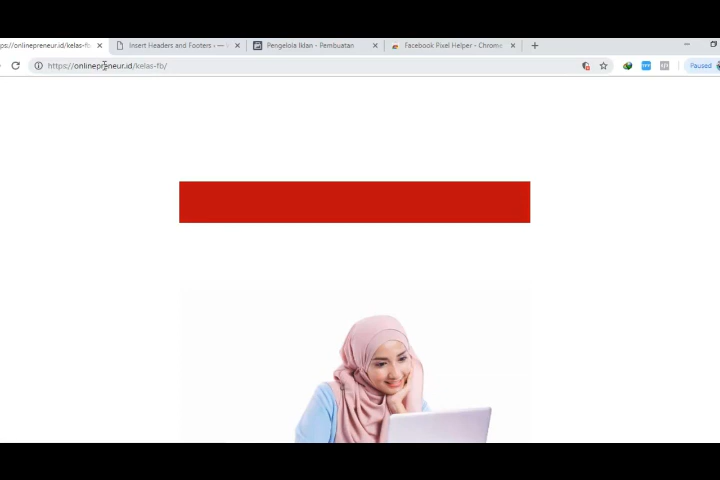 ps://onlinepreneur.id/kelas-fb
Insert Headers and Footers ‹ —
Pengelola Iklan - Pembuatan
Facebook Pixel Helper - Chrome
https://onlinepreneur.id/kelas-fb/
Paused